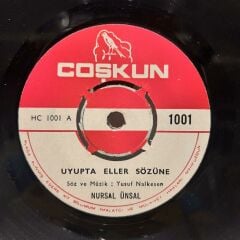 COŞKUN
HC 1001 A
1001
UYUPTA ELLER SÖZÜNE
Söz ve Müzik : Yusuf Nalkesen
NURSAL ÜNSAL